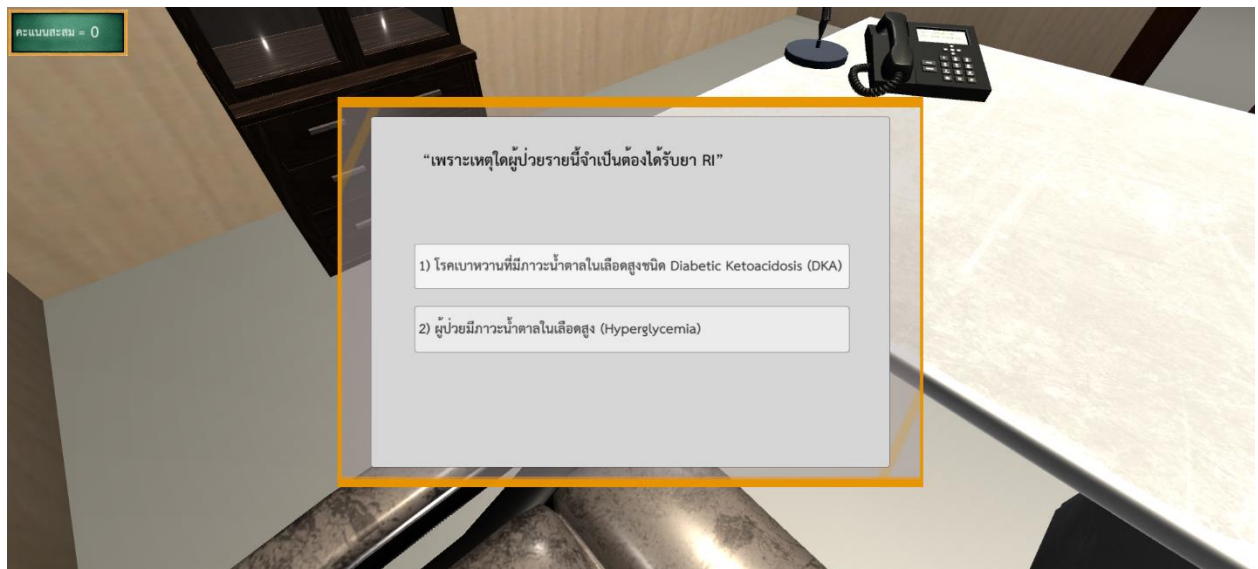 คะแนนสะสม = 0
“เพราะเหตุใดผู้ป่วยรายนี้จำเป็นต้องได้รับยา RI”
1) โรคเบาหวานที่มีภาวะน้ำตาลในเลือดสูงชนิด Diabetic Ketoacidosis (DKA)
2) ผู้ป่วยมีภาวะน้ำตาลในเลือดสูง (Hyperglycemia)